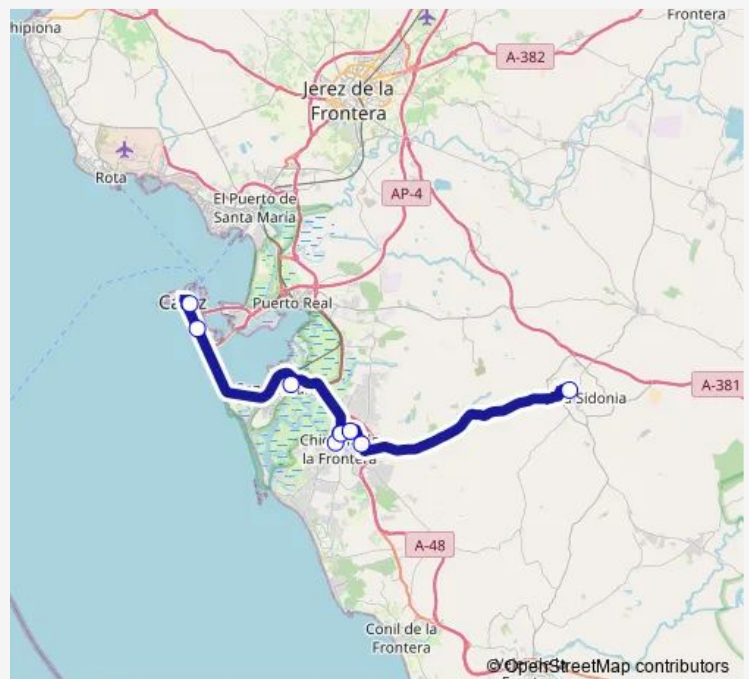 hipiona
Frontera
A-382
Jerez de la
Frontera
Rota
AP-4
El Puerto de
Santa María
Puerto Real
A-381
Sidonia
la Frontera
A-48
Conil de la
Frontera
© OpenStreetMap contributors